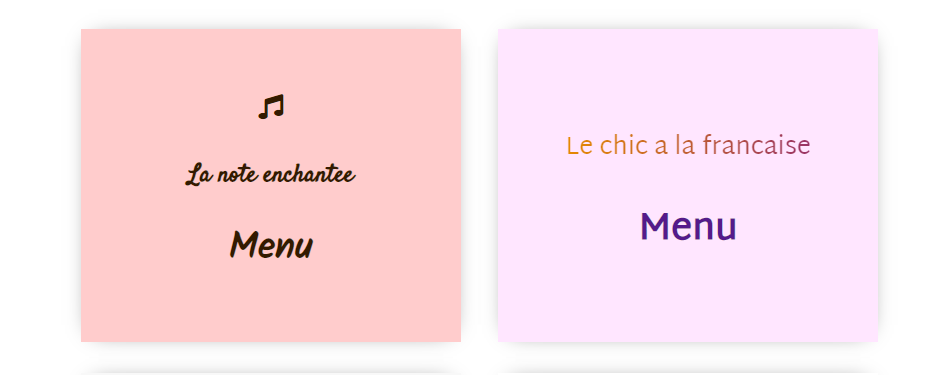 La note enchantee
Menu
Le chic a la francaise
Menu